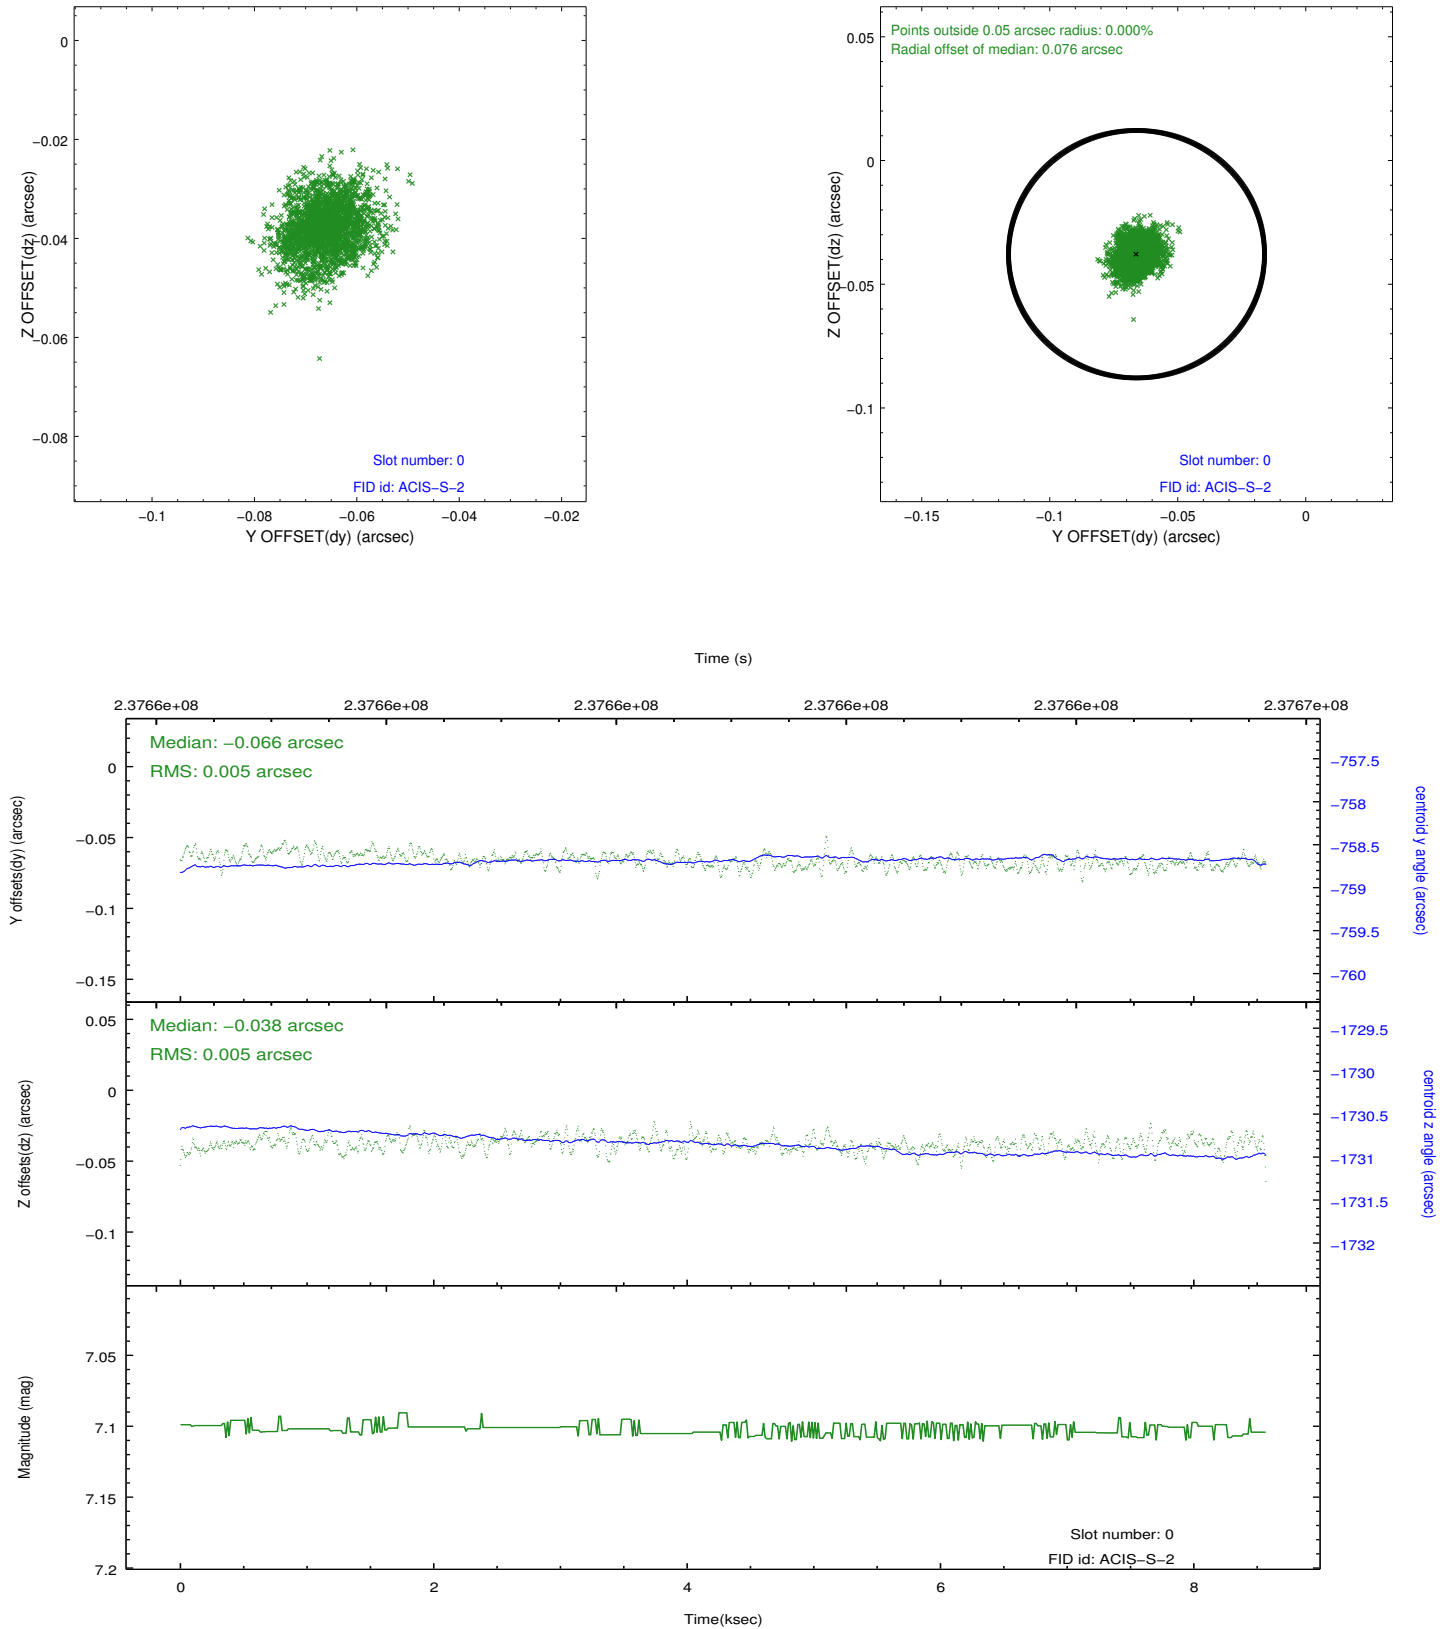 0
−0.02
−0.04
−0.06
−0.08
Z OFFSET(dz) (arcsec)
Slot number: 0
FID id: ACIS−S−2
−0.1
−0.08
−0.06
−0.04
−0.02
Y OFFSET(dy) (arcsec)
Points outside 0.05 arcsec radius: 0.000%
Radial offset of median: 0.076 arcsec
0.05
0
−0.05
−0.1
Z OFFSET(dz) (arcsec)
Slot number: 0
FID id: ACIS−S−2
−0.15
−0.1
−0.05
0
Y OFFSET(dy) (arcsec)
Time (s)
2.3766e+08
2.3766e+08
2.3766e+08
2.3766e+08
2.3766e+08
2.3767e+08
Median: −0.066 arcsec
RMS: 0.005 arcsec
0
−0.05
−0.1
−0.15
Y offsets(dy) (arcsec)
−757.5
−758
−758.5
−759
−759.5
−760
centroid y angle (arcsec)
Median: −0.038 arcsec
RMS: 0.005 arcsec
0.05
0
−0.05
−0.1
Z offsets(dz) (arcsec)
−1729.5
−1730
−1730.5
−1731
−1731.5
−1732
centroid z angle (arcsec)
7.05
7.1
7.15
7.2
Magnitude (mag)
Slot number: 0
FID id: ACIS−S−2
0
2
4
6
8
Time(ksec)